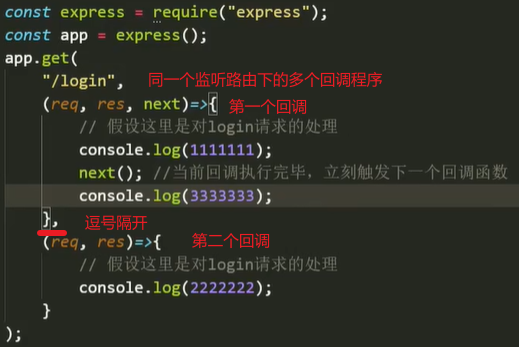 const express = require("express");
const app = express();
app.get(
"/login", 同一个监听路由下的多个回调程序
(req, res, next)=>{ 第一个回调
// 假设这里是对login请求的处理
console.log(1111111);
next(); //当前回调执行完毕，立刻触发下一个回调函数
console.log(3333333);
}, 逗号隔开
(req, res)=>{ 第二个回调
// 假设这里是对login请求的处理
console.log(2222222);
}
);